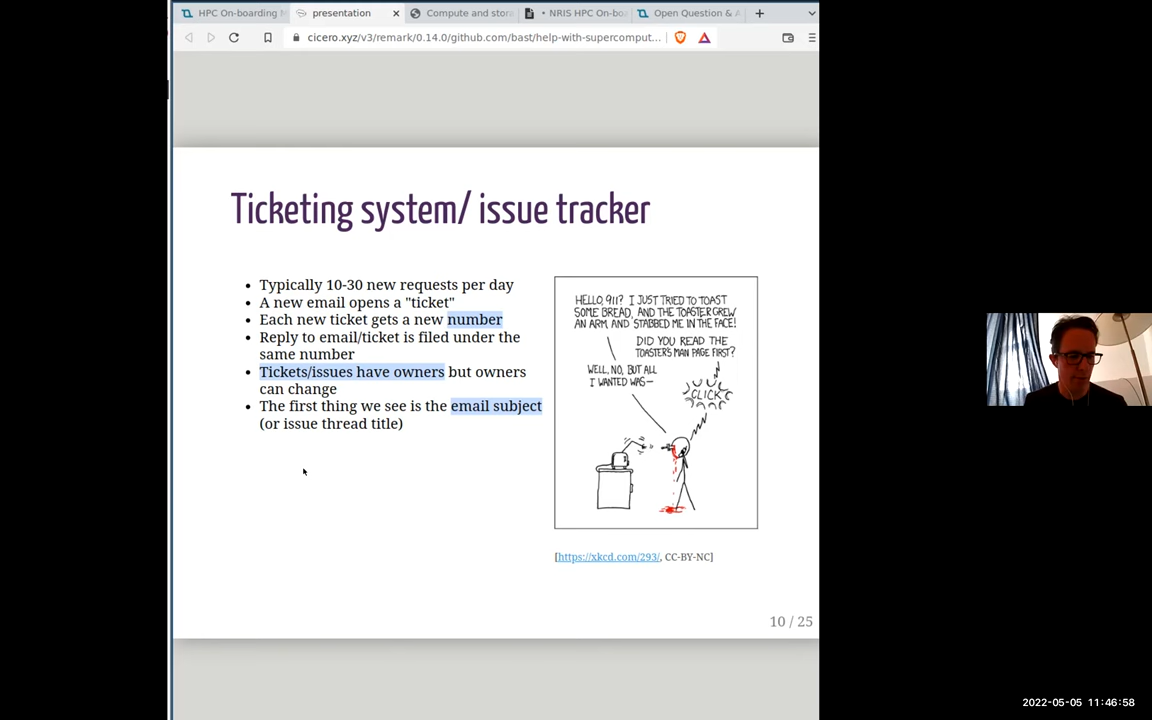 HPC On-boarding
presentation
Compute and stor
• NRIS HPC On-bo
Open Question & A
cicero.xyz/v3/remark/0.14.0/github.com/bast/help-with-supercomput...
Ticketing system/ issue tracker
Typically 10-30 new requests per day
A new email opens a "ticket"
Each new ticket gets a new number
Reply to email/ticket is filed under the
same number
Tickets/issues have owners but owners
can change
The first thing we see is the email subject
(or issue thread title)
HELLO, 911? I JUST TRIED TO TOAST
SOME BREAD, AND THE TOASTER GREW
AN ARM AND STABBED ME IN THE FACE!
DID YOU READ THE
TOASTER'S MAN PAGE FIRST?
WELL, NO, BUT ALL
I WANTED WAS—
CLICK
[https://xkcd.com/293/, CC-BY-NC]
10 / 25
2022-05-05 11:46:58